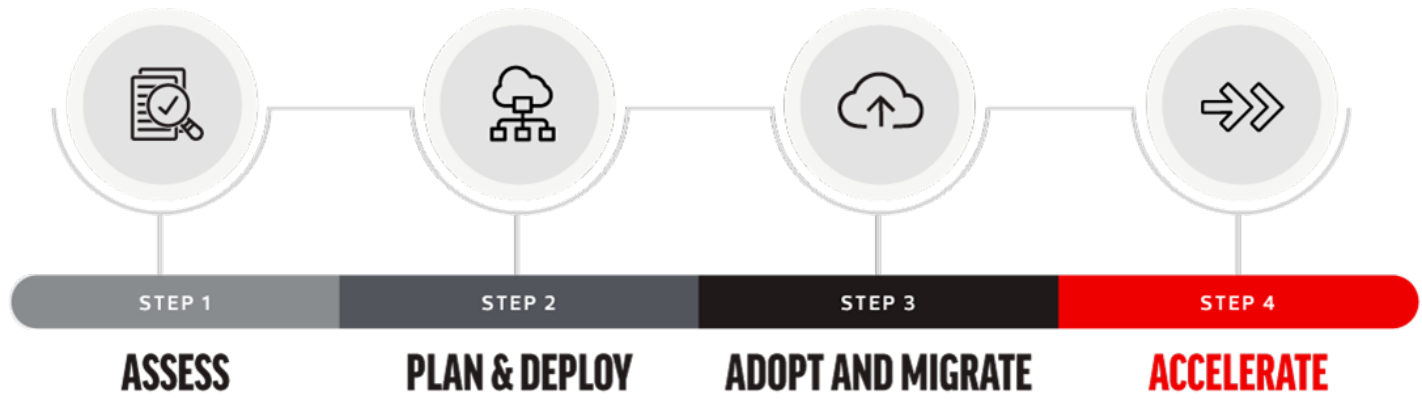 STEP 1
STEP 2
STEP 3
STEP 4
ASSESS
PLAN & DEPLOY
ADOPT AND MIGRATE
ACCELERATE